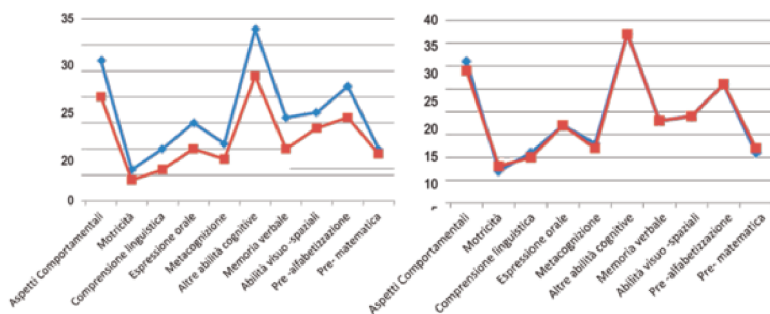 35
30
25
20
0
Aspetti Comportamentali
Motricità
Comprensione linguistica
Espressione orale
Metacognizione
Altre abilità cognitive
Memoria verbale
Abilità visuo -spaziali
Pre -alfabetizzazione
Pre- matematica
40
30
35
20
15
10
Aspetti Comportamentali
Motricità
Comprensione linguistica
Espressione orale
Metacognizione
Altre abilità cognitive
Memoria verbale
Abilità visuo -spaziali
Pre -alfabetizzazione
Pre- matematica